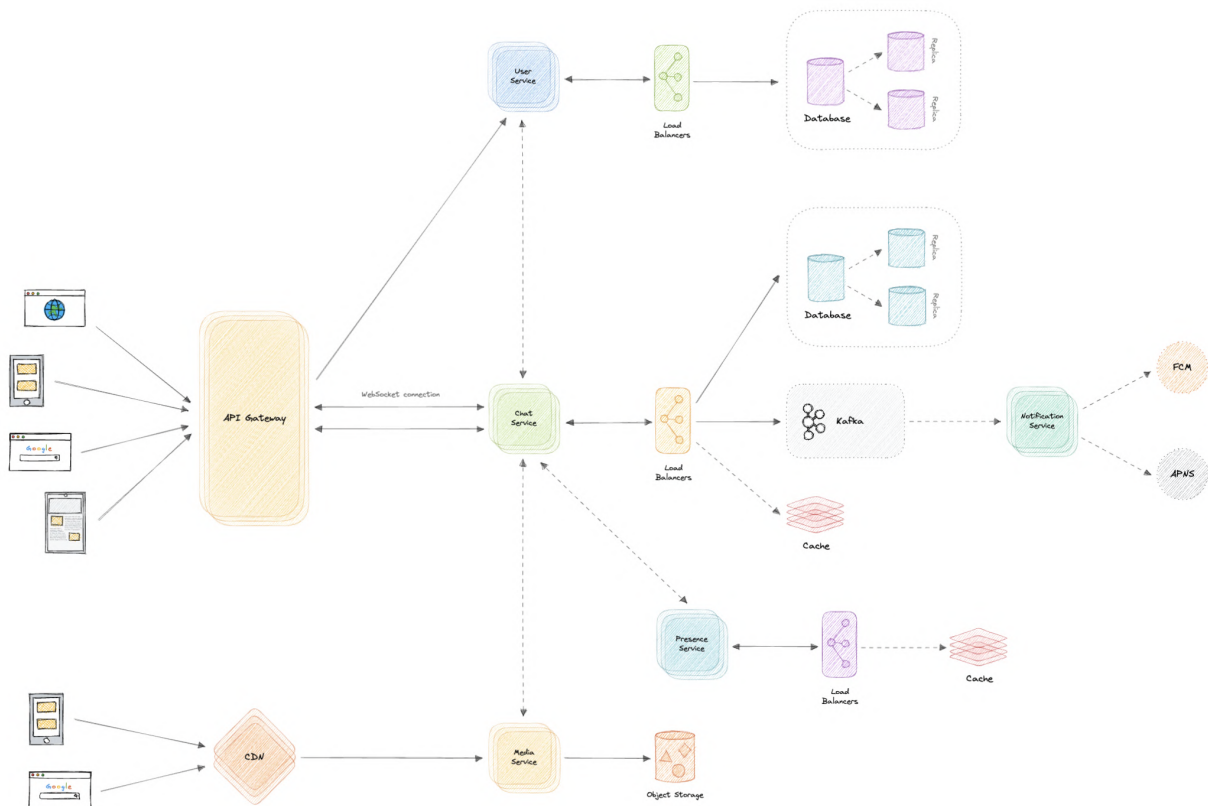 User
Service
Load
Balancers
Database
Replica
Replica
Database
Replica
Replica
API Gateway
WebSocket connection
Chat
Service
Load
Balancers
Kafka
Notification
Service
FCM
APNS
Google
Cache
Presence
Service
Load
Balancers
Cache
CDN
Media
Service
Object Storage
Google